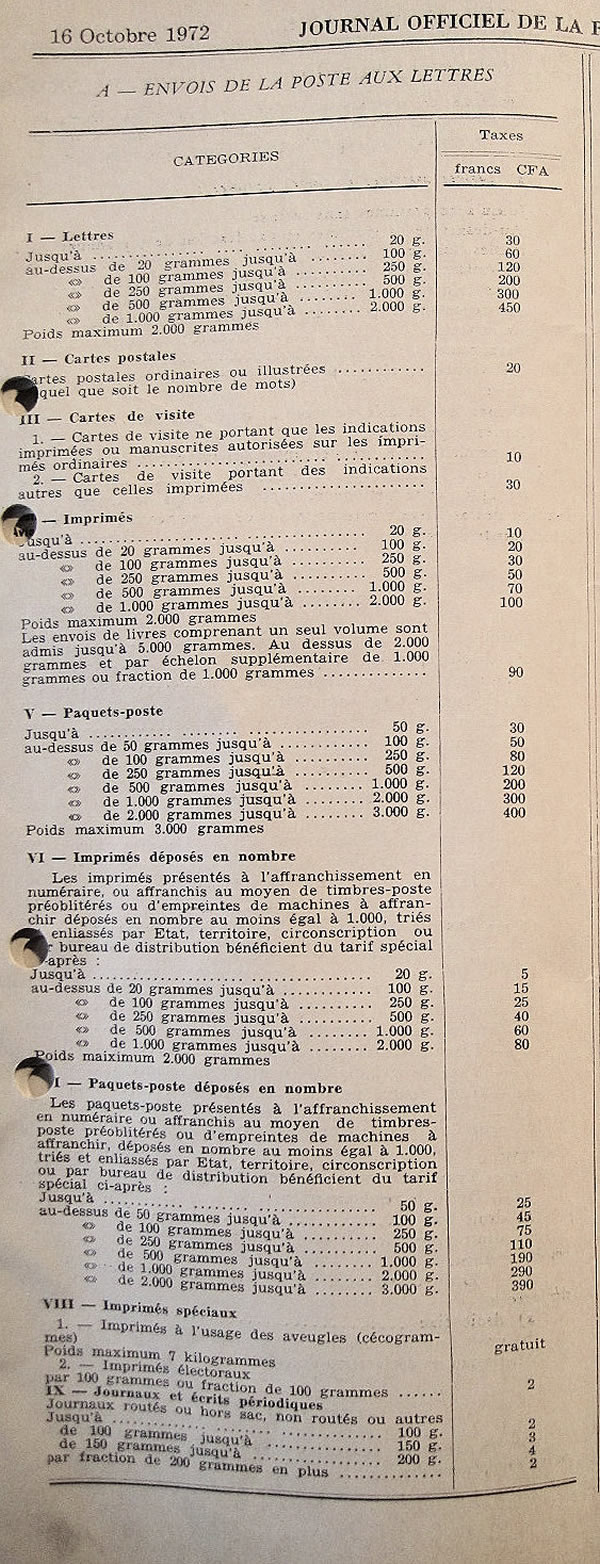 16 Octobre 1972 JOURNAL OFFICIEL DE LA
A — ENVOIS DE LA POSTE AUX LETTRES
CATEGORIES Taxes
francs CFA
I — Lettres
Jusqu'à .......... 20 g. 30
au-dessus de 20 grammes jusqu'à ........ 100 g. 60
« » de 100 grammes jusqu'à ........ 250 g. 120
« » de 250 grammes jusqu'à ........ 500 g. 200
« » de 500 grammes jusqu'à ........ 1.000 g. 300
« » de 1.000 grammes jusqu'à ........ 2.000 g. 450
Poids maximum 2.000 grammes
II — Cartes postales
Cartes postales ordinaires ou illustrées ............ 20
quel que soit le nombre de mots)
III — Cartes de visite
1. — Cartes de visite ne portant que les indications
imprimées ou manuscrites autorisées sur les impri-
més ordinaires .......... 10
2. — Cartes de visite portant des indications
autres que celles imprimées .......... 30
— Imprimés
Jusqu'à .......... 20 g. 10
au-dessus de 20 grammes jusqu'à .......... 100 g. 20
« » de 100 grammes jusqu'à .......... 250 g. 30
« » de 250 grammes jusqu'à .......... 500 g. 50
« » de 500 grammes jusqu'à ........ 1.000 g. 70
« » de 1.000 grammes jusqu'à ........ 2.000 g. 100
Poids maximum 2.000 grammes
Les envois de livres comprenant un seul volume sont
admis jusqu'à 5.000 grammes. Au dessus de 2.000
grammes et par échelon supplémentaire de 1.000
grammes ou fraction de 1.000 grammes .............. 90
V — Paquets-poste
Jusqu'à .......... 50 g. 30
au-dessus de 50 grammes jusqu'à ............ 100 g. 50
« » de 100 grammes jusqu'à .......... 250 g. 80
« » de 250 grammes jusqu'à .......... 500 g. 120
« » de 500 grammes jusqu'à ........ 1.000 g. 200
« » de 1.000 grammes jusqu'à ........ 2.000 g. 300
« » de 2.000 grammes jusqu'à ........ 3.000 g. 400
Poids maximum 3.000 grammes
VI — Imprimés déposés en nombre
Les imprimés présentés à l'affranchissement en
numéraire, ou affranchis au moyen de timbres-poste
préoblitérés ou d'empreintes de machines à affran-
chir déposés en nombre au moins égal à 1.000, triés
enliassés par Etat, territoire, circonscription ou
bureau de distribution bénéficient du tarif spécial
-après :
Jusqu'à .......... 20 g. 5
au-dessus de 20 grammes jusqu'à .......... 100 g. 15
« » de 100 grammes jusqu'à .......... 250 g. 25
« » de 250 grammes jusqu'à .......... 500 g. 40
« » de 500 grammes jusqu'à ........ 1.000 g. 60
« » de 1.000 grammes jusqu'à ........ 2.000 g. 80
Poids maiximum 2.000 grammes
I — Paquets-poste déposés en nombre
Les paquets-poste présentés à l'affranchissement
en numéraire ou affranchis au moyen de timbres-
poste préoblitérés ou d'empreintes de machines à
affranchir, déposés en nombre au moins égal à 1.000,
triés et enliassés par Etat, territoire, circonscription
ou par bureau de distribution bénéficient du tarif
spécial ci-après :
Jusqu'à .......... 50 g. 25
au-dessus de 50 grammes jusqu'à ............ 100 g. 45
« » de 100 grammes jusqu'à .......... 250 g. 75
« » de 250 grammes jusqu'à .......... 500 g. 110
« » de 500 grammes jusqu'à ........ 1.000 g. 190
« » de 1.000 grammes jusqu'à ........ 2.000 g. 290
« » de 2.000 grammes jusqu'à ........ 3.000 g. 390
VIII — Imprimés spéciaux
1. — Imprimés à l'usage des aveugles (cécogram-
mes) gratuit
Poids maximum 7 kilogrammes
2. — Imprimés électoraux
par 100 grammes ou fraction de 100 grammes ...... 2
IX — Journaux et écrits périodiques
Journaux routés ou hors sac, non routés ou autres
Jusqu'à .......... 100 g. 2
de 100 grammes jusqu'à .......... 150 g. 3
de 150 grammes jusqu'à .......... 200 g. 4
par fraction de 200 grammes en plus .............. 2